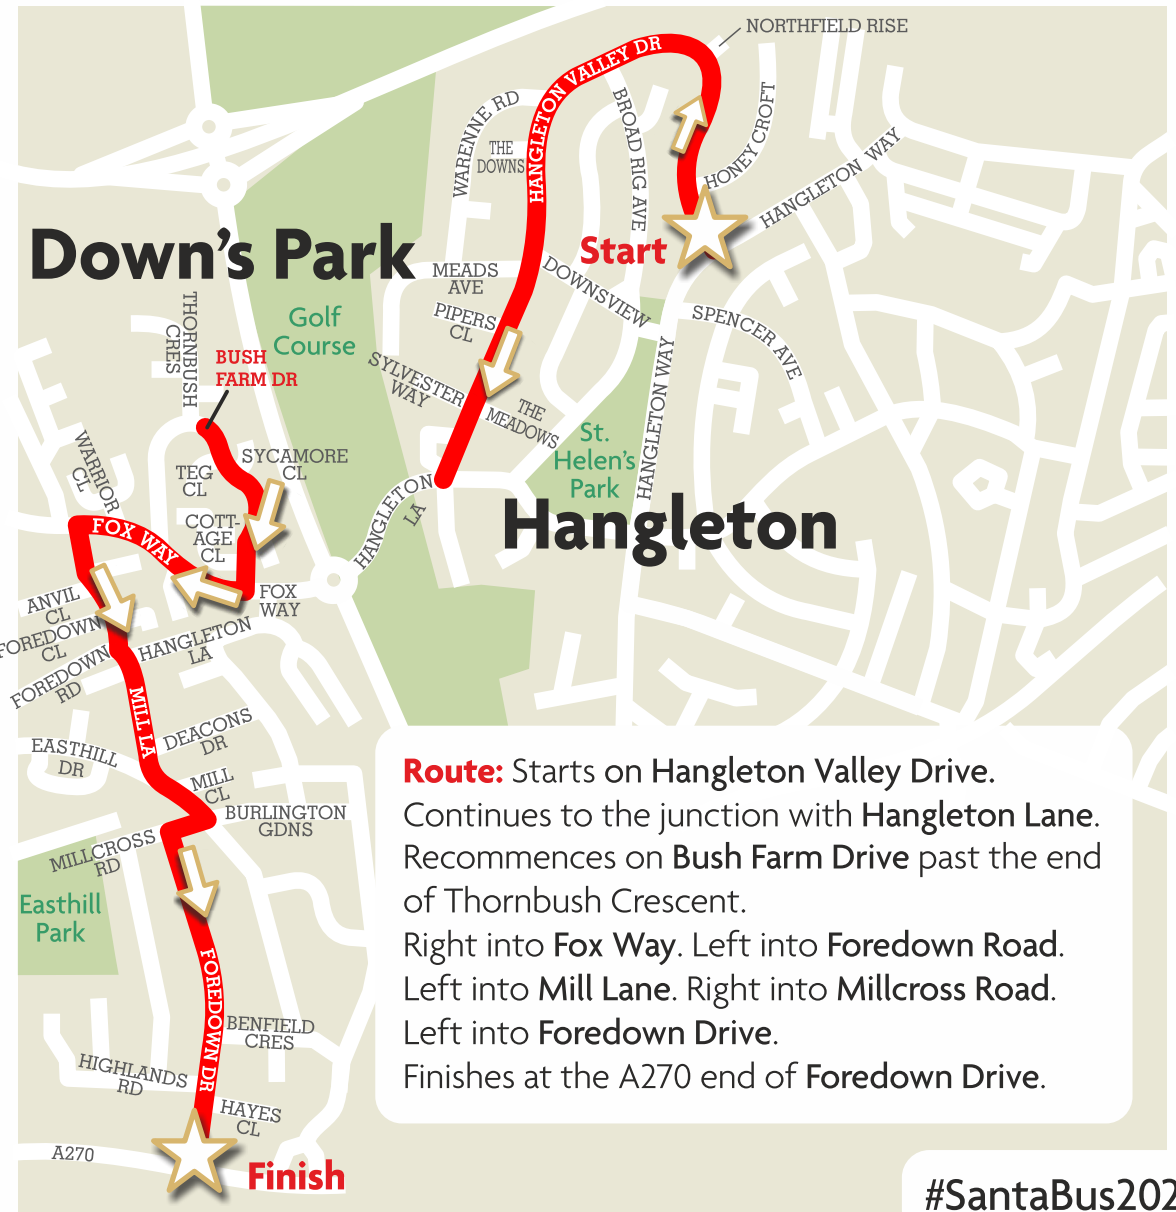 NORTHFIELD RISE
HANGLETON VALLEY DR
WARENNE RD
THE
DOWNS
BROAD RIG AVE
HONEY CROFT
HANGLETON WAY
Start
Down's Park
MEADS
AVE
DOWNSVIEW
PIPERS
CL
SPENCER AVE
Golf
Course
THORNBUSH
CRES
BUSH
FARM DR
SYLVESTER
WAY
THE
MEADOWS
HANGLETON WAY
St.
Helen's
Park
WARRIOR
CL
TEG
CL
SYCAMORE
CL
HANGLETON
LA
Hangleton
FOX WAY
COTT-
AGE
CL
FOX
WAY
ANVIL
CL
FOREDOWN
CL
HANGLETON
LA
FOREDOWN
RD
MILL LA
DEACONS
DR
EASTHILL
DR
MILL
CL
BURLINGTON
GDNS
MILLCROSS
RD
Easthill
Park
FOREDOWN DR
BENFIELD
CRES
HIGHLANDS
RD
HAYES
CL
A270
Finish
Route: Starts on Hangleton Valley Drive.
Continues to the junction with Hangleton Lane.
Recommences on Bush Farm Drive past the end
of Thornbush Crescent.
Right into Fox Way. Left into Foredown Road.
Left into Mill Lane. Right into Millcross Road.
Left into Foredown Drive.
Finishes at the A270 end of Foredown Drive.
#SantaBus202